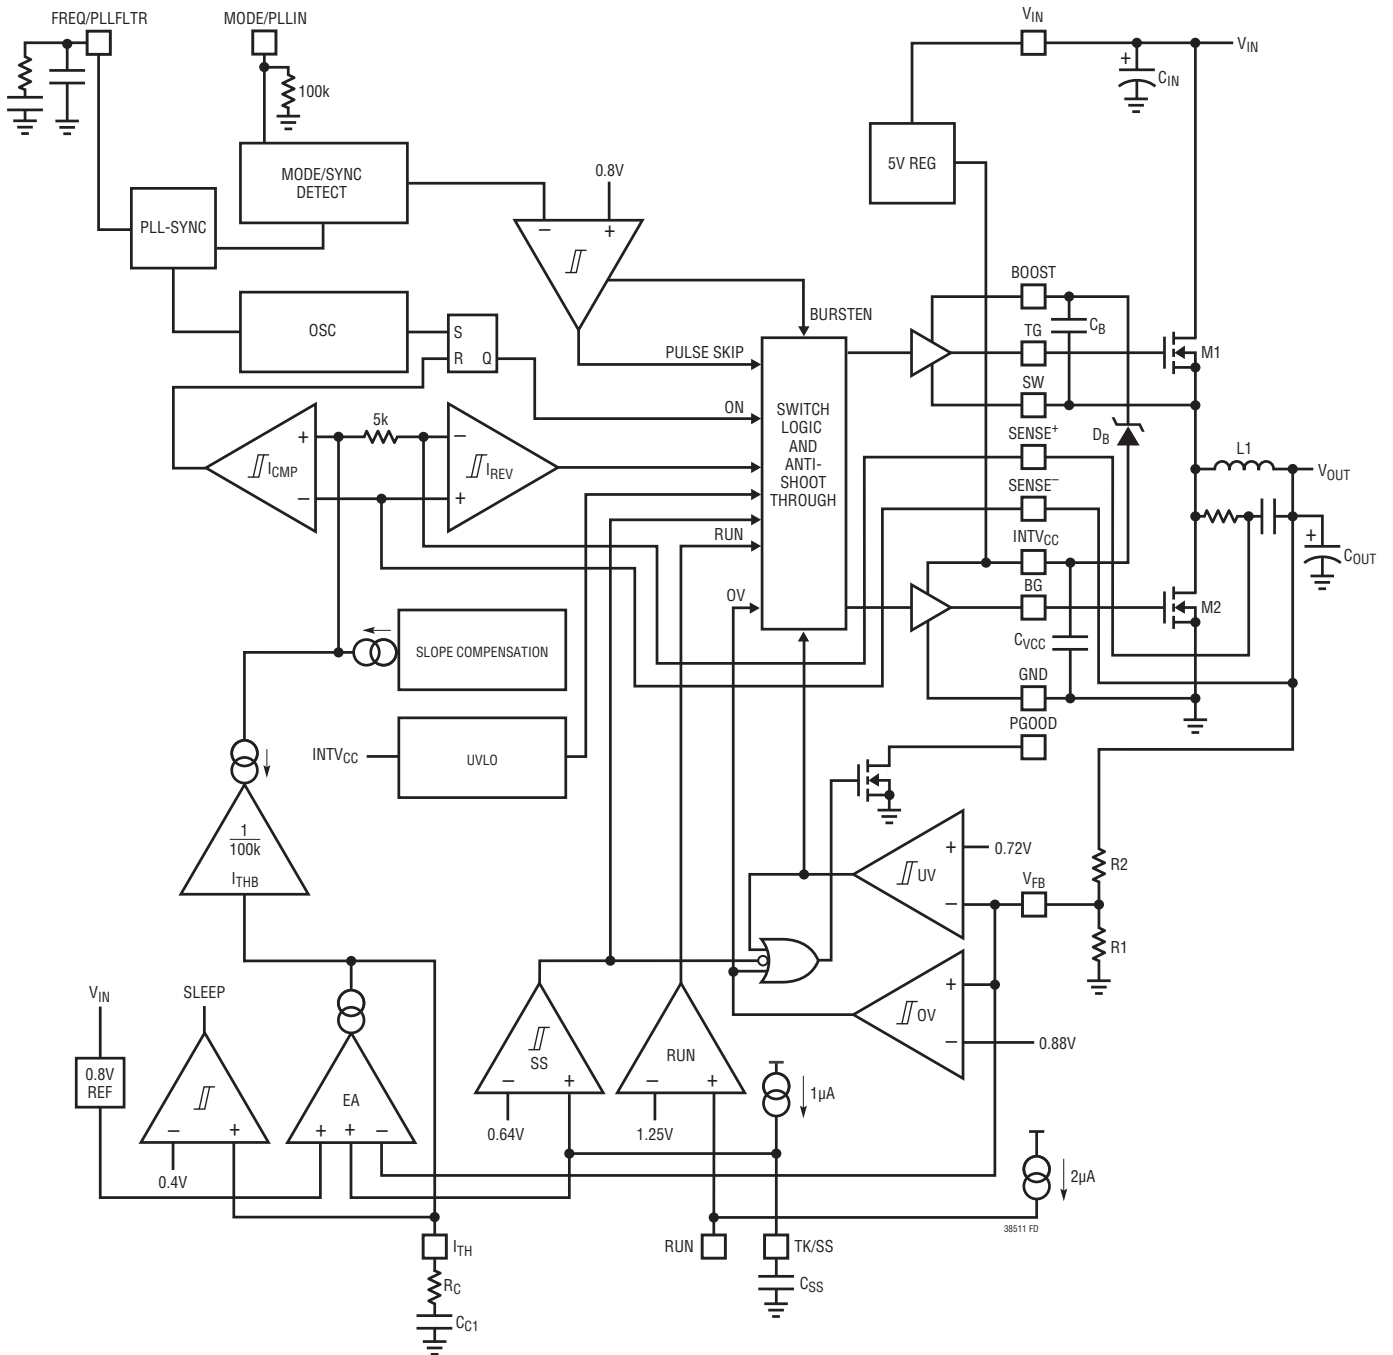 FREQ/PLLFLTR
MODE/PLLIN
VIN
VIN
+
CIN
100k
MODE/SYNC
DETECT
0.8V
5V REG
PLL-SYNC
−
+
BOOST
BURSTEN
CB
OSC
S
R
Q
TG
PULSE SKIP
M1
SW
SWITCH
LOGIC
AND
ANTI-
SHOOT
THROUGH
ON
5k
SENSE+
DB
+
−
ICMP
−
+
IREV
L1
VOUT
SENSE−
RUN
INTVCC
+
COUT
OV
BG
M2
CVCC
SLOPE COMPENSATION
GND
PGOOD
INTVCC
UVLO
1
100k
ITHB
+
−
UV
0.72V
VFB
R2
R1
+
−
OV
0.88V
VIN
SLEEP
0.8V
REF
−
+
0.4V
EA
+
+
−
SS
−
+
0.64V
RUN
−
+
1.25V
1µA
2µA
38511 FD
ITH
RUN
TK/SS
RC
CC1
CSS